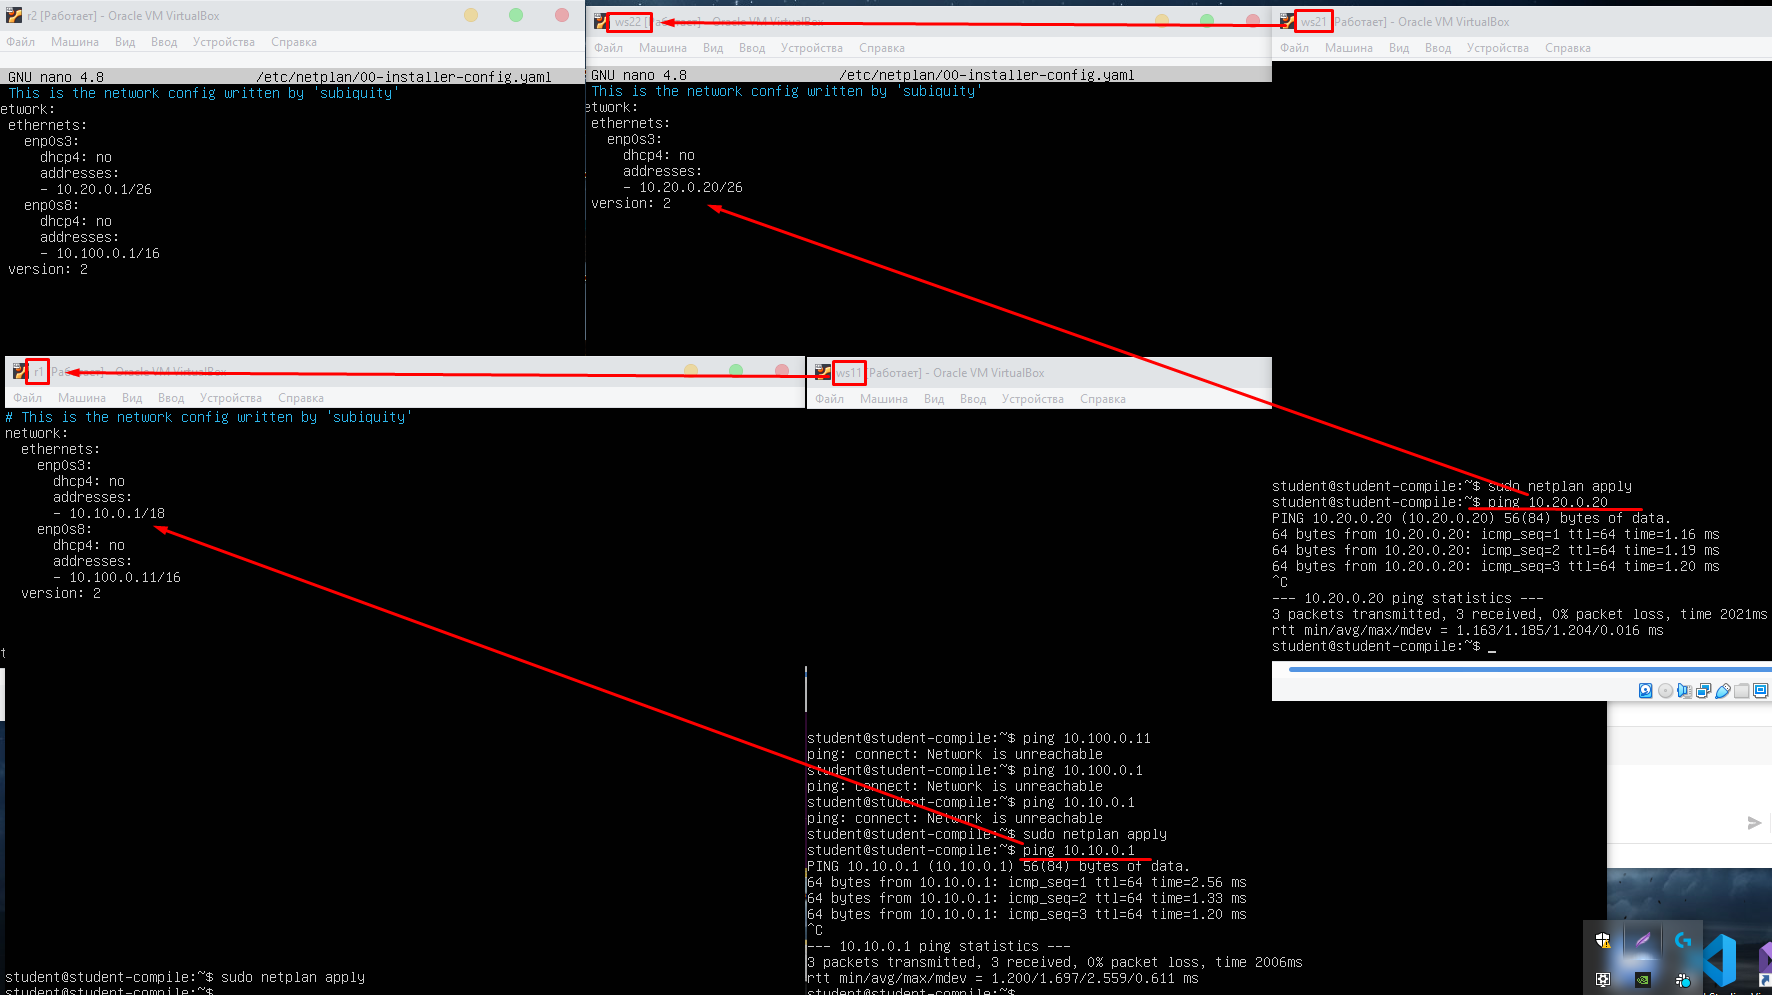 r2 [Работает] - Oracle VM VirtualBox
Файл Машина Вид Ввод Устройства Справка
GNU nano 4.8 /etc/netplan/00-installer-config.yaml
This is the network config written by 'subiquity'
etwork:
ethernets:
enp0s3:
dhcp4: no
addresses:
- 10.20.0.1/26
enp0s8:
dhcp4: no
addresses:
- 10.100.0.1/16
version: 2
ws22 [Работает] - Oracle VM VirtualBox
Файл Машина Вид Ввод Устройства Справка
GNU nano 4.8 /etc/netplan/00-installer-config.yaml
This is the network config written by 'subiquity'
etwork:
ethernets:
enp0s3:
dhcp4: no
addresses:
- 10.20.0.20/26
version: 2
ws21 [Работает] - Oracle VM VirtualBox
Файл Машина Вид Ввод Устройства Справка
student@student-compile:~$ sudo netplan apply
student@student-compile:~$ ping 10.20.0.20
PING 10.20.0.20 (10.20.0.20) 56(84) bytes of data.
64 bytes from 10.20.0.20: icmp_seq=1 ttl=64 time=1.16 ms
64 bytes from 10.20.0.20: icmp_seq=2 ttl=64 time=1.19 ms
64 bytes from 10.20.0.20: icmp_seq=3 ttl=64 time=1.20 ms
^C
--- 10.20.0.20 ping statistics ---
3 packets transmitted, 3 received, 0% packet loss, time 2021ms
rtt min/avg/max/mdev = 1.163/1.185/1.204/0.016 ms
student@student-compile:~$ _
r1 [Работает] - Oracle VM VirtualBox
Файл Машина Вид Ввод Устройства Справка
# This is the network config written by 'subiquity'
network:
ethernets:
enp0s3:
dhcp4: no
addresses:
- 10.10.0.1/18
enp0s8:
dhcp4: no
addresses:
- 10.100.0.11/16
version: 2
student@student-compile:~$ sudo netplan apply
student@student-compile:~$
ws11 [Работает] - Oracle VM VirtualBox
Файл Машина Вид Ввод Устройства Справка
student@student-compile:~$ ping 10.100.0.11
ping: connect: Network is unreachable
student@student-compile:~$ ping 10.100.0.1
ping: connect: Network is unreachable
student@student-compile:~$ ping 10.10.0.1
ping: connect: Network is unreachable
student@student-compile:~$ sudo netplan apply
student@student-compile:~$ ping 10.10.0.1
PING 10.10.0.1 (10.10.0.1) 56(84) bytes of data.
64 bytes from 10.10.0.1: icmp_seq=1 ttl=64 time=2.56 ms
64 bytes from 10.10.0.1: icmp_seq=2 ttl=64 time=1.33 ms
64 bytes from 10.10.0.1: icmp_seq=3 ttl=64 time=1.20 ms
^C
--- 10.10.0.1 ping statistics ---
3 packets transmitted, 3 received, 0% packet loss, time 2006ms
rtt min/avg/max/mdev = 1.200/1.697/2.559/0.611 ms
student@student-compile:~$